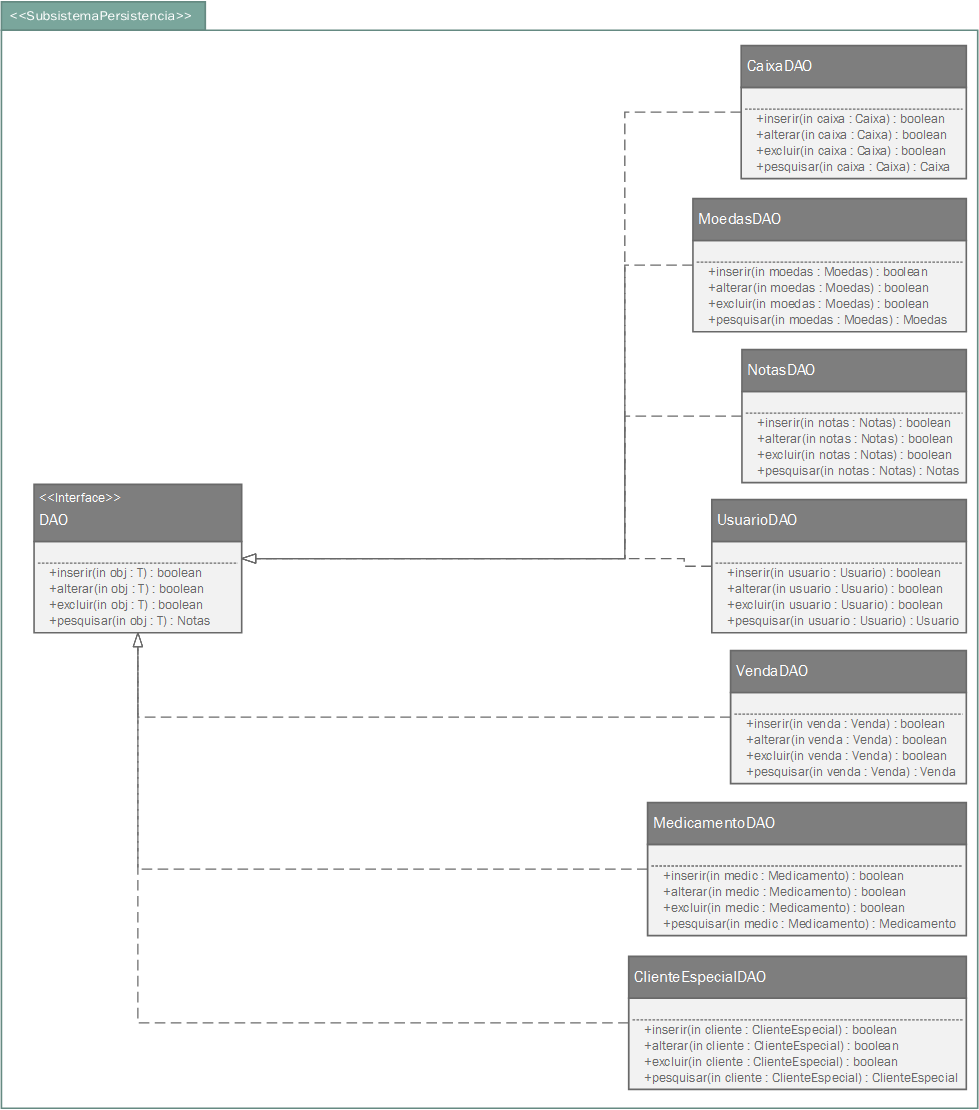 <<SubsistemaPersistencia>>
CaixaDAO
+inserir(in caixa : Caixa) : boolean
+alterar(in caixa : Caixa) : boolean
+excluir(in caixa : Caixa) : boolean
+pesquisar(in caixa : Caixa) : Caixa
MoedasDAO
+inserir(in moedas : Moedas) : boolean
+alterar(in moedas : Moedas) : boolean
+excluir(in moedas : Moedas) : boolean
+pesquisar(in moedas : Moedas) : Moedas
NotasDAO
+inserir(in notas : Notas) : boolean
+alterar(in notas : Notas) : boolean
+excluir(in notas : Notas) : boolean
+pesquisar(in notas : Notas) : Notas
<<Interface>>
DAO
+inserir(in obj : T) : boolean
+alterar(in obj : T) : boolean
+excluir(in obj : T) : boolean
+pesquisar(in obj : T) : Notas
UsuarioDAO
+inserir(in usuario : Usuario) : boolean
+alterar(in usuario : Usuario) : boolean
+excluir(in usuario : Usuario) : boolean
+pesquisar(in usuario : Usuario) : Usuario
VendaDAO
+inserir(in venda : Venda) : boolean
+alterar(in venda : Venda) : boolean
+excluir(in venda : Venda) : boolean
+pesquisar(in venda : Venda) : Venda
MedicamentoDAO
+inserir(in medic : Medicamento) : boolean
+alterar(in medic : Medicamento) : boolean
+excluir(in medic : Medicamento) : boolean
+pesquisar(in medic : Medicamento) : Medicamento
ClienteEspecialDAO
+inserir(in cliente : ClienteEspecial) : boolean
+alterar(in cliente : ClienteEspecial) : boolean
+excluir(in cliente : ClienteEspecial) : boolean
+pesquisar(in cliente : ClienteEspecial) : ClienteEspecial